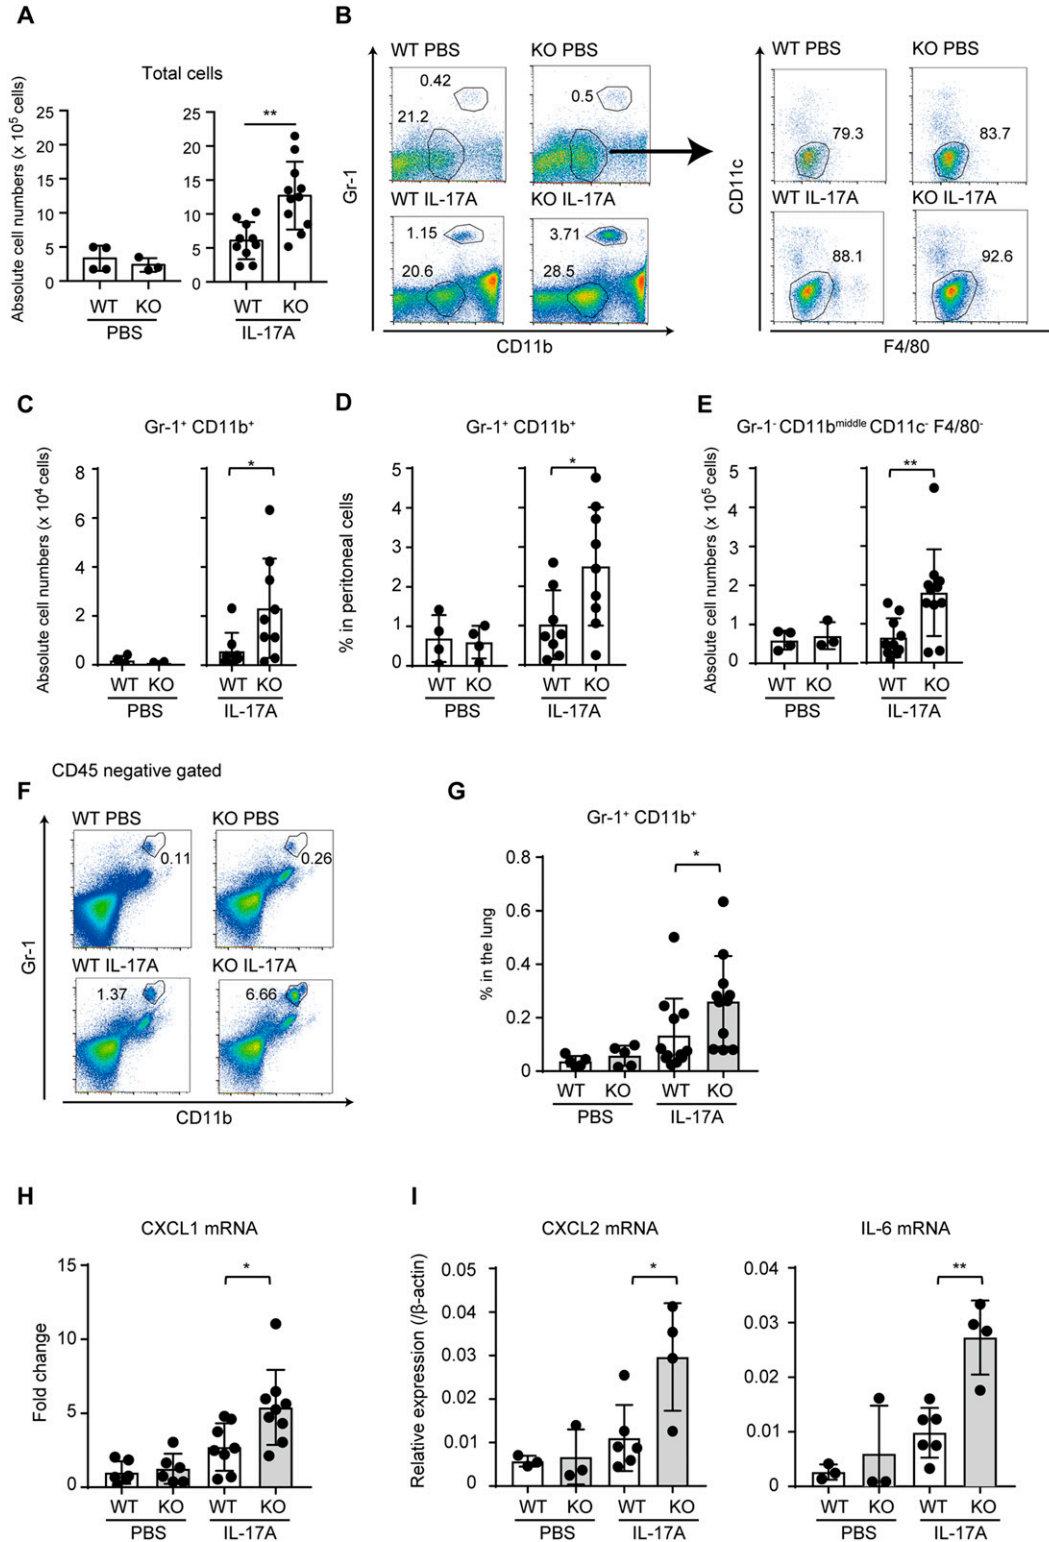 A
Total cells
Absolute cell numbers (x 10⁵ cells)
25
20
15
10
5
0
WT KO
PBS
25
20
15
10
5
0
**
WT KO
IL-17A
B
WT PBS
KO PBS
0.42
21.2
0.5
WT IL-17A
KO IL-17A
1.15
20.6
3.71
28.5
Gr-1
CD11b
WT PBS
KO PBS
79.3
83.7
WT IL-17A
KO IL-17A
88.1
92.6
CD11c
F4/80
C
Gr-1⁺ CD11b⁺
Absolute cell numbers (x 10⁴ cells)
8
6
4
2
0
*
WT KO
PBS
WT KO
IL-17A
D
Gr-1⁺ CD11b⁺
% in peritoneal cells
5
4
3
2
1
0
*
WT KO
PBS
WT KO
IL-17A
E
Gr-1⁻ CD11bᵐⁱᵈᵈˡᵉ CD11c⁻ F4/80⁻
Absolute cell numbers (x 10⁵ cells)
5
4
3
2
1
0
**
WT KO
PBS
WT KO
IL-17A
CD45 negative gated
F
WT PBS
KO PBS
0.11
0.26
WT IL-17A
KO IL-17A
1.37
6.66
Gr-1
CD11b
G
Gr-1⁺ CD11b⁺
% in the lung
0.8
0.6
0.4
0.2
0
*
WT KO WT KO
PBS IL-17A
H
CXCL1 mRNA
Fold change
15
10
5
0
*
WT KO WT KO
PBS IL-17A
I
CXCL2 mRNA
Relative expression (/β-actin)
0.05
0.04
0.03
0.02
0.01
0
*
WT KO WT KO
PBS IL-17A
IL-6 mRNA
0.04
0.03
0.02
0.01
0
**
WT KO WT KO
PBS IL-17A